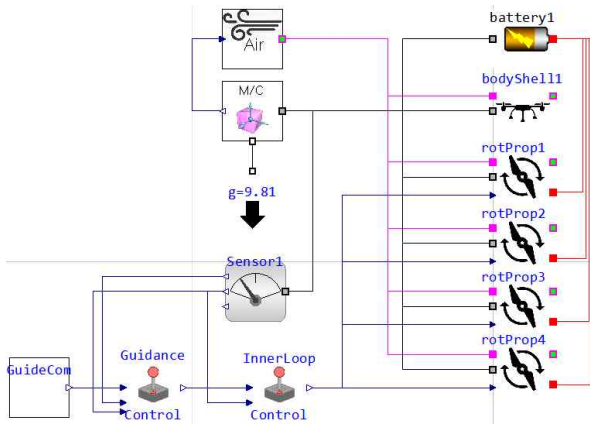 battery1
Air
M/C
bodyShell1
rotProp1
g=9.81
rotProp2
Sensor1
rotProp3
rotProp4
Guidance
InnerLoop
GuideCom
Control
Control